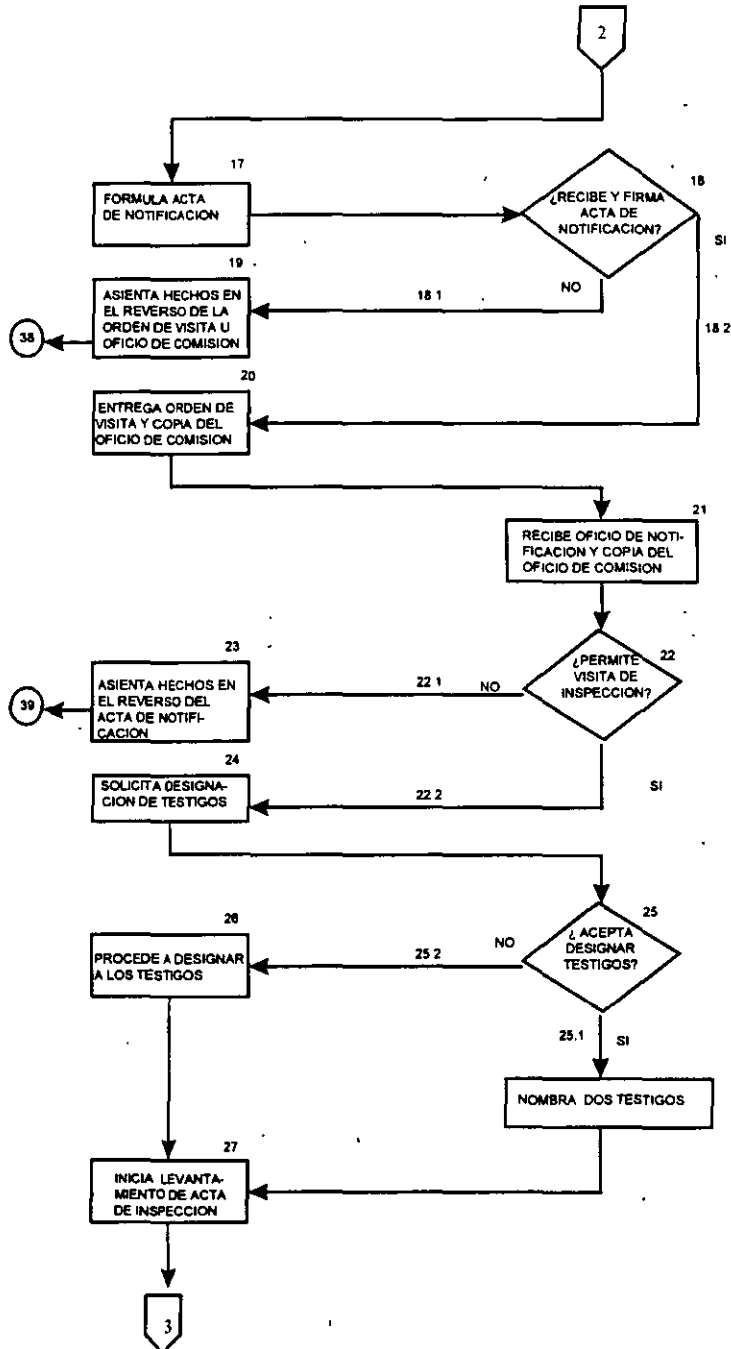 2
17
FORMULA ACTA
DE NOTIFICACION
18
¿RECIBE Y FIRMA
ACTA DE
NOTIFICACION?
SI
NO
18 1
18 2
19
ASIENTA HECHOS EN
EL REVERSO DE LA
ORDEN DE VISITA U
OFICIO DE COMISION
38
20
ENTREGA ORDEN DE
VISITA Y COPIA DEL
OFICIO DE COMISION
21
RECIBE OFICIO DE NOTI-
FICACION Y COPIA DEL
OFICIO DE COMISION
22
¿PERMITE
VISITA DE
INSPECCION?
NO
22 1
23
ASIENTA HECHOS EN
EL REVERSO DEL
ACTA DE NOTIFI-
CACION
39
SI
22 2
24
SOLICITA DESIGNA-
CION DE TESTIGOS
25
¿ ACEPTA
DESIGNAR
TESTIGOS?
NO
25 2
26
PROCEDE A DESIGNAR
A LOS TESTIGOS
25.1
SI
NOMBRA DOS TESTIGOS
27
INICIA LEVANTA-
MIENTO DE ACTA
DE INSPECCION
3